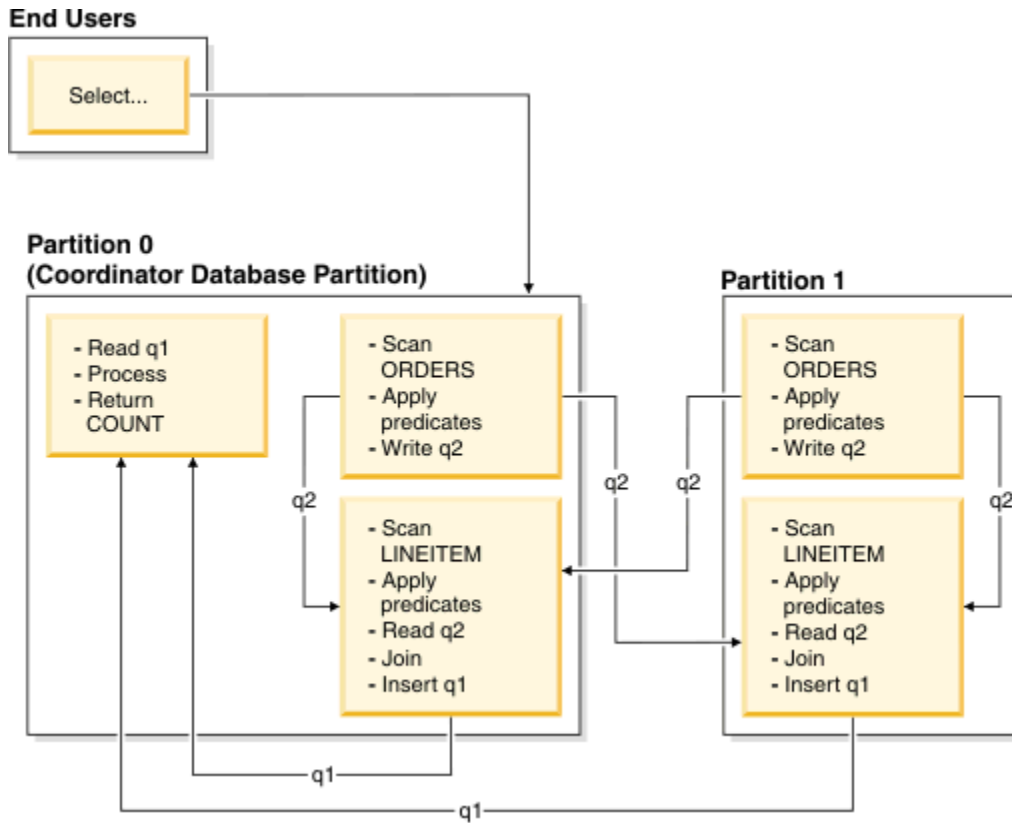 End Users
Select...
Partition 0
(Coordinator Database Partition)
- Read q1
- Process
- Return
COUNT
- Scan
ORDERS
- Apply
predicates
- Write q2
q2
- Scan
LINEITEM
- Apply
predicates
- Read q2
- Join
- Insert q1
q2
q2
Partition 1
- Scan
ORDERS
- Apply
predicates
- Write q2
q2
- Scan
LINEITEM
- Apply
predicates
- Read q2
- Join
- Insert q1
q1
q1